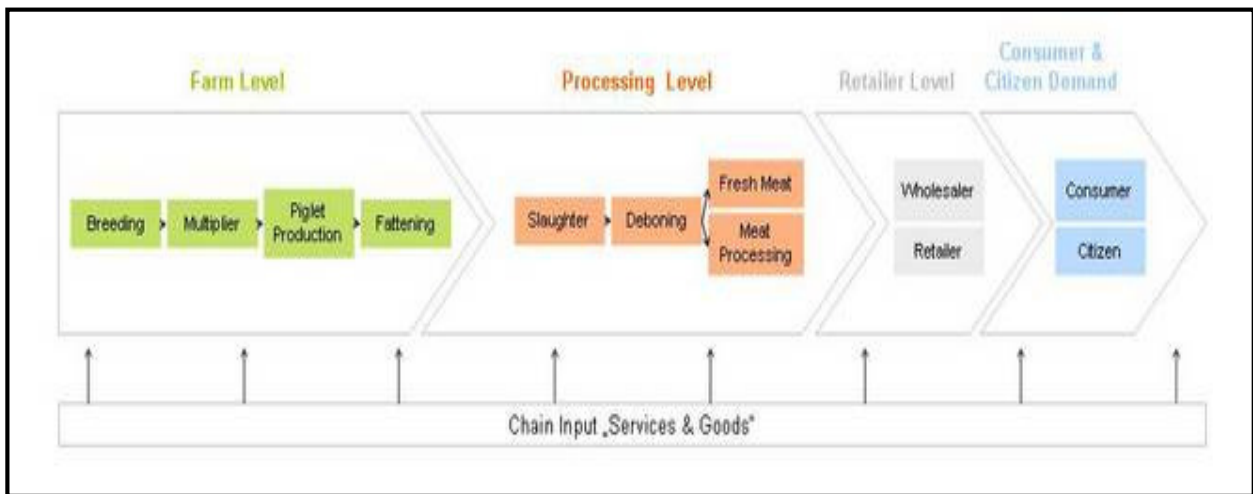 Farm Level
Processing Level
Retailer Level
Consumer &
Citizen Demand
Breeding
Multiplier
Piglet
Production
Fattening
Slaughter
Deboning
Fresh Meat
Meat
Processing
Wholesaler
Retailer
Consumer
Citizen
Chain Input „Services & Goods“